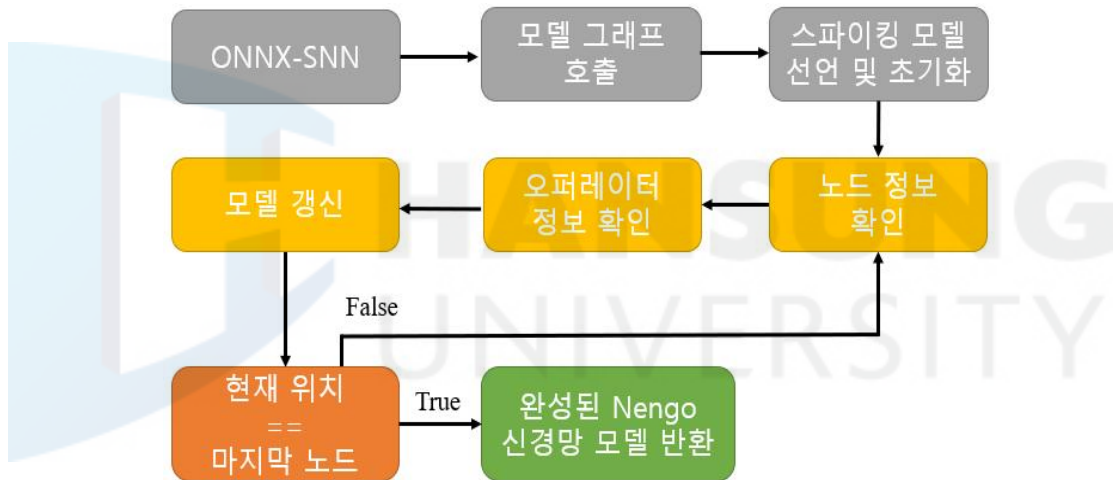 ONNX-SNN
모델 그래프
호출
스파이킹 모델
선언 및 초기화
모델 갱신
오퍼레이터
정보 확인
노드 정보
확인
HANSUNG
UNIVERSITY
False
현재 위치
==
마지막 노드
True
완성된 Nengo
신경망 모델 반환